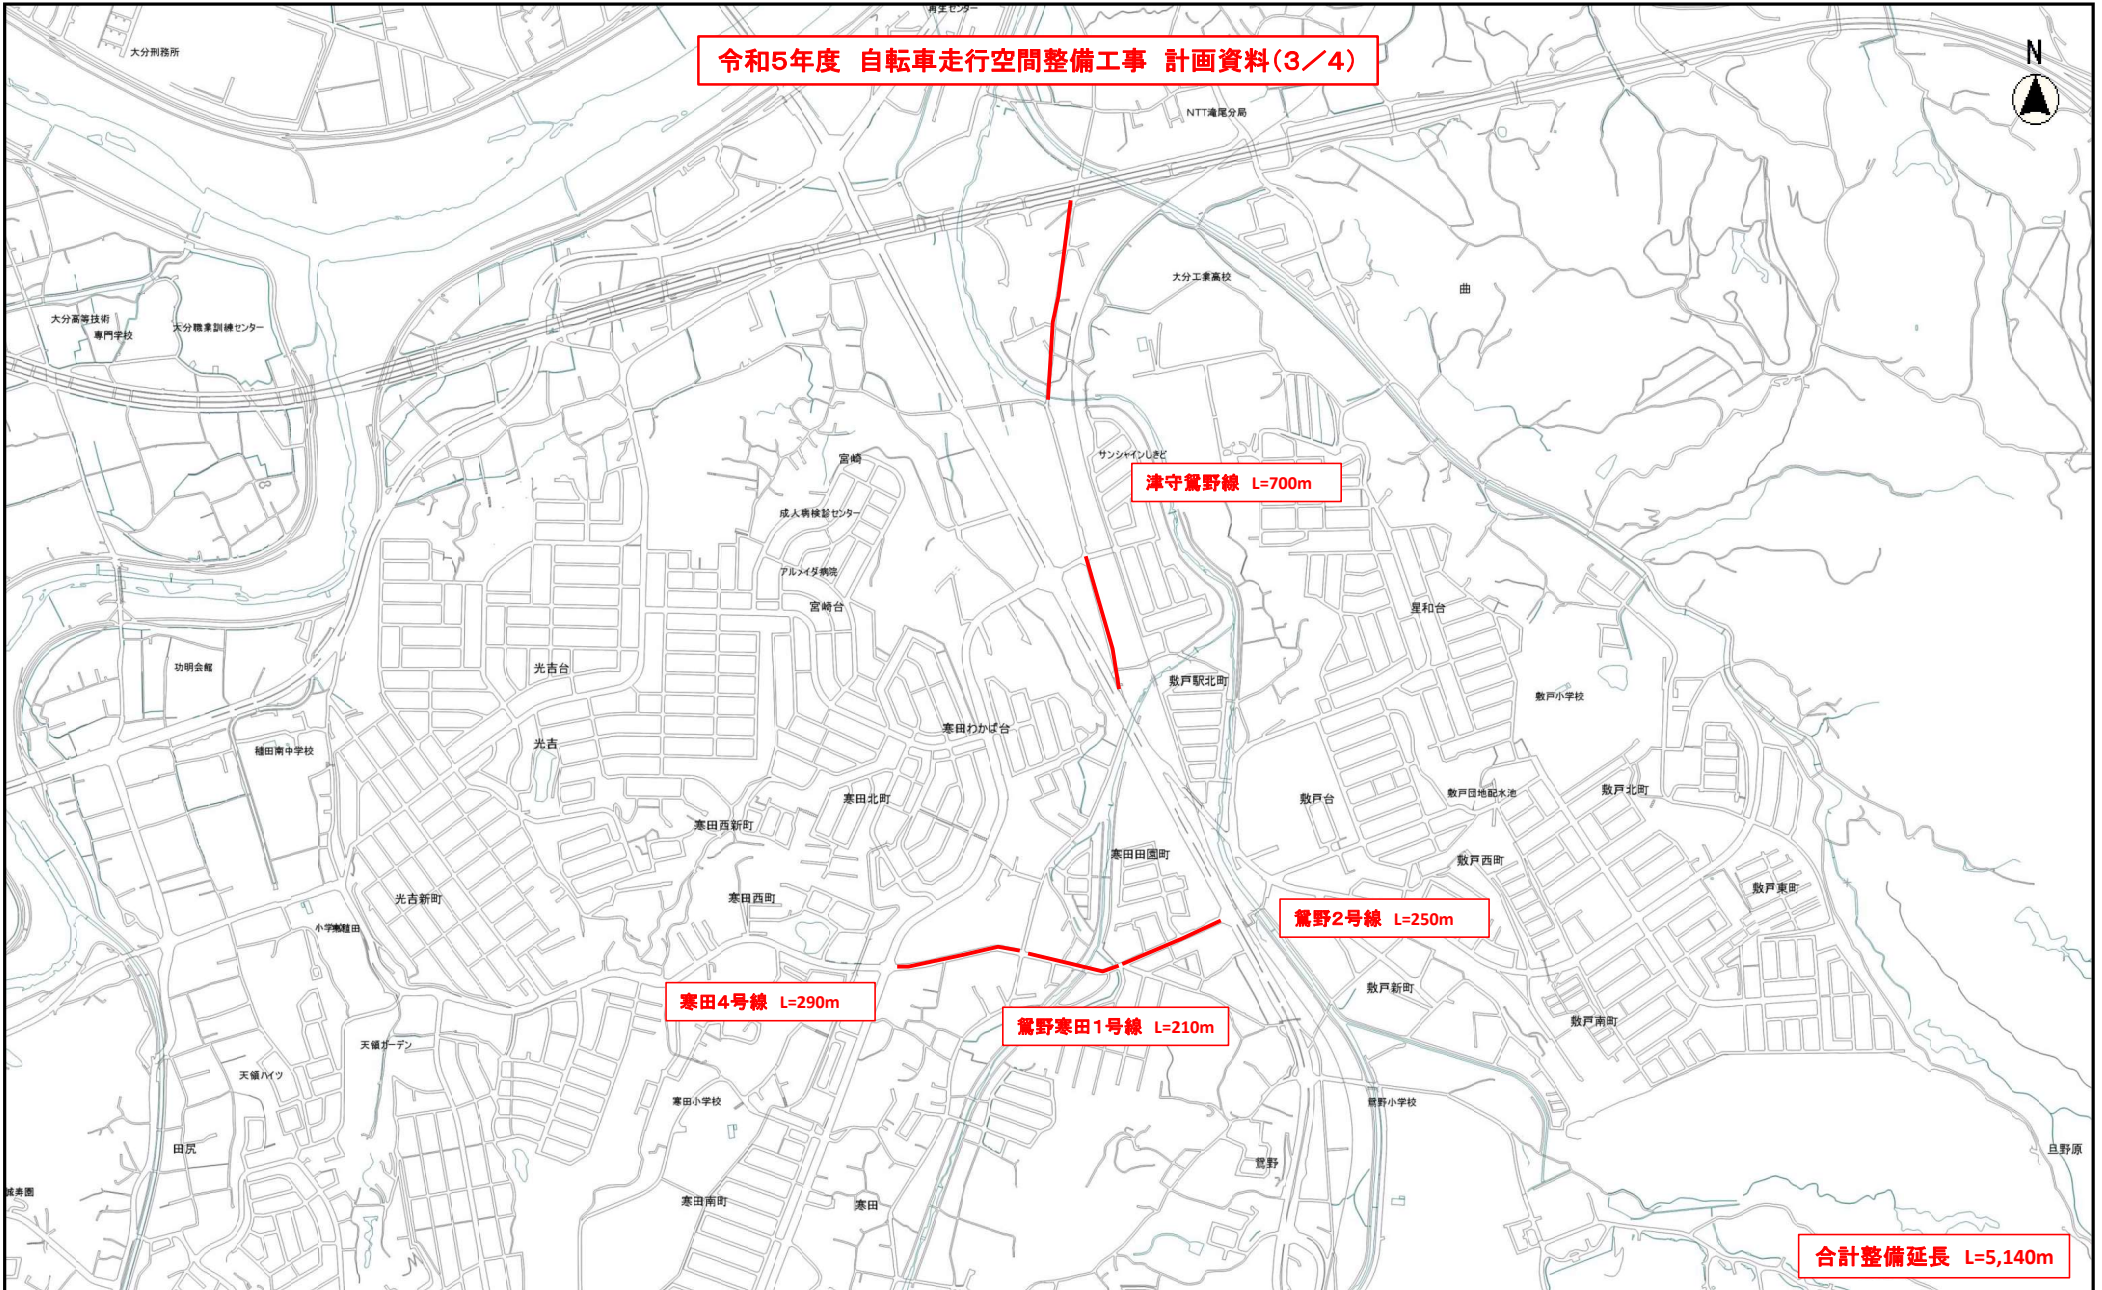 再生センター
大分刑務所
令和5年度 自転車走行空間整備工事 計画資料(3／4)
N
NTT滝尾分局
大分工業高校
曲
大分高等技術
専門学校
大分職業訓練センター
宮崎
サンシャインしきど
津守鴛野線 L=700m
成人病検診センター
アルメイダ病院
宮崎台
星和台
功明会館
光吉台
敷戸駅北町
敷戸小学校
寒田わかば台
光吉
稙田南中学校
寒田北町
敷戸台
敷戸団地配水池
敷戸北町
寒田西新町
寒田田園町
敷戸西町
敷戸東町
光吉新町
寒田西町
鴛野2号線 L=250m
敷戸新町
寒田4号線 L=290m
鴛野寒田1号線 L=210m
敷戸南町
天領ガーデン
天領ハイツ
寒田小学校
鴛野小学校
田尻
鴛野
旦野原
寒田南町
寒田
合計整備延長 L=5,140m